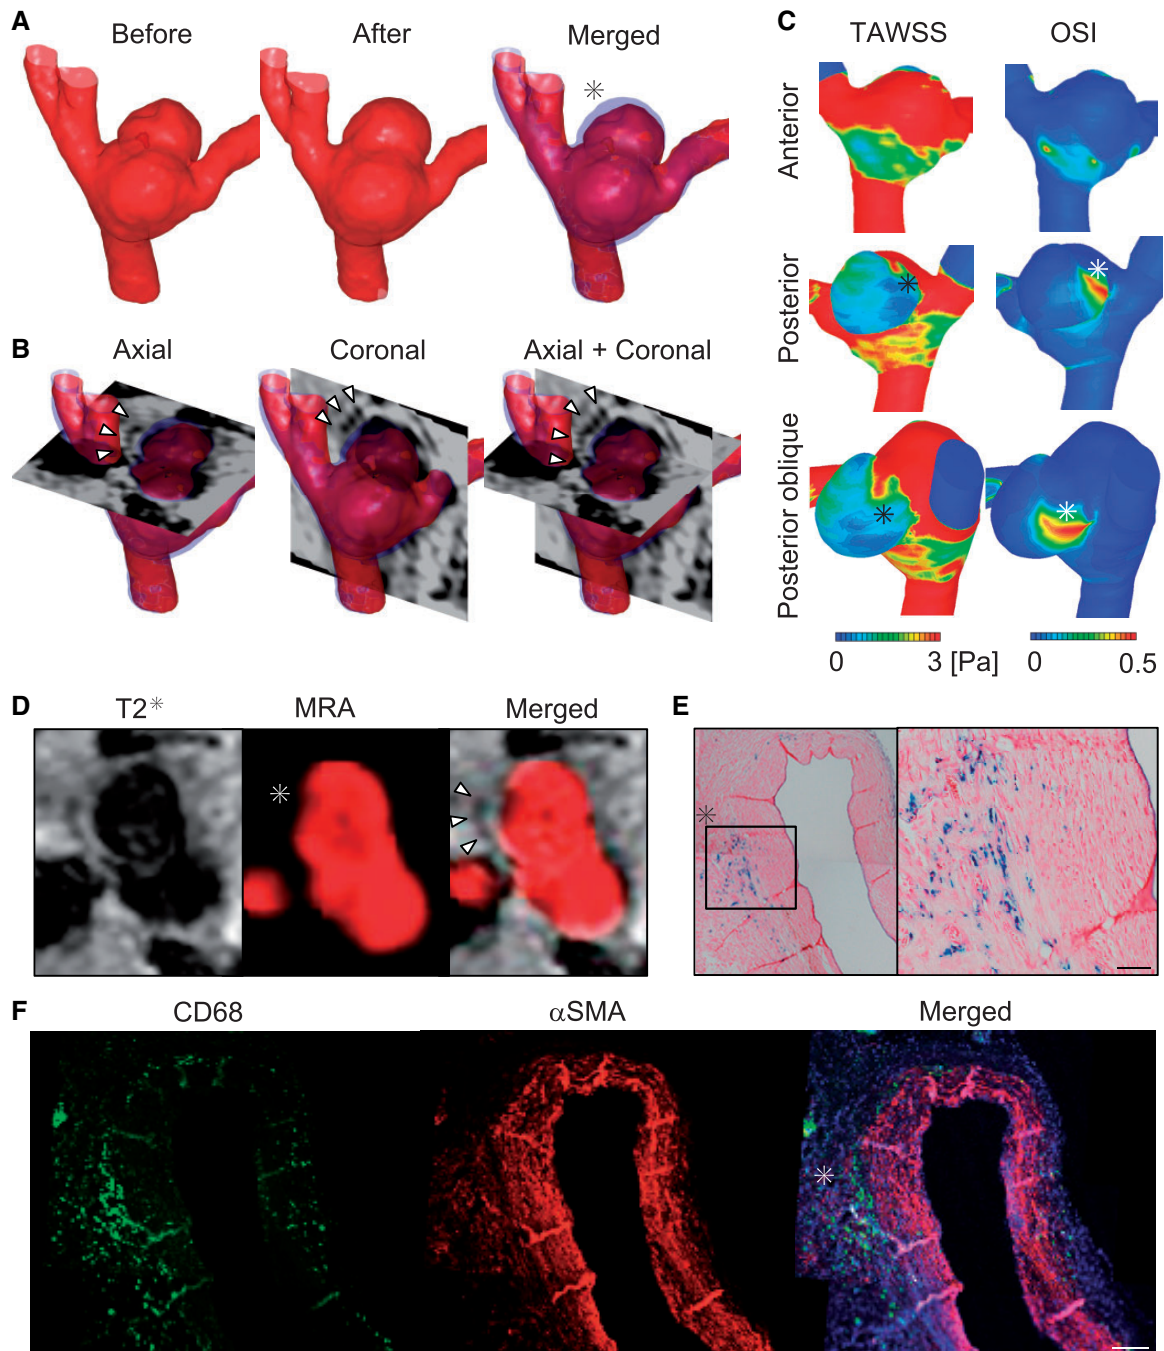 A
Before
After
Merged
B
Axial
Coronal
Axial + Coronal
C
TAWSS
OSI
Anterior
Posterior
Posterior oblique
0
3 [Pa]
0
0.5
D
T2*
MRA
Merged
E
F
CD68
αSMA
Merged